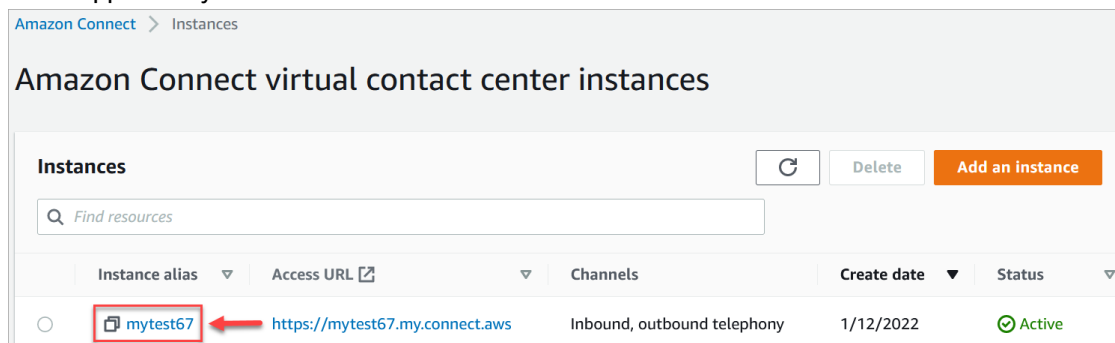 Amazon Connect > Instances
Amazon Connect virtual contact center instances
Instances
Delete
Add an instance
Find resources
Instance alias
Access URL
Channels
Create date
Status
mytest67
https://mytest67.my.connect.aws
Inbound, outbound telephony
1/12/2022
Active